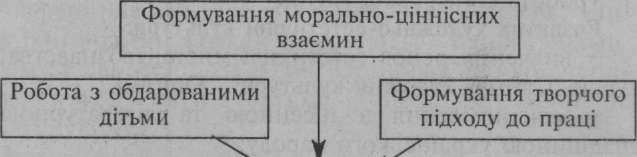 Формування морально-ціннісних
взаємин
Робота з обдарованими
дітьми
Формування творчого
підходу до праці